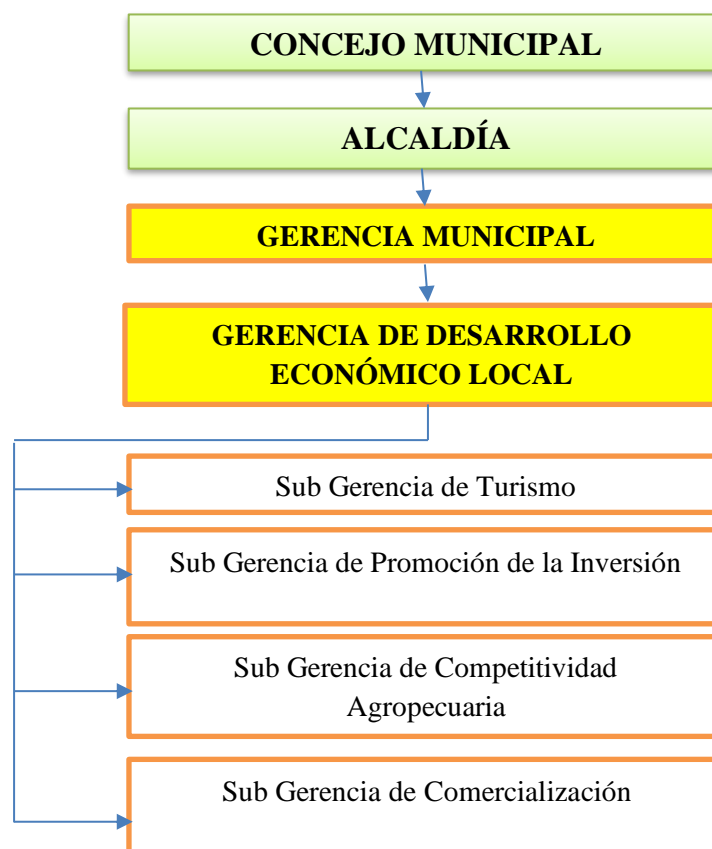 CONCEJO MUNICIPAL
ALCALDÍA
GERENCIA MUNICIPAL
GERENCIA DE DESARROLLO
ECONÓMICO LOCAL
Sub Gerencia de Turismo
Sub Gerencia de Promoción de la Inversión
Sub Gerencia de Competitividad
Agropecuaria
Sub Gerencia de Comercialización